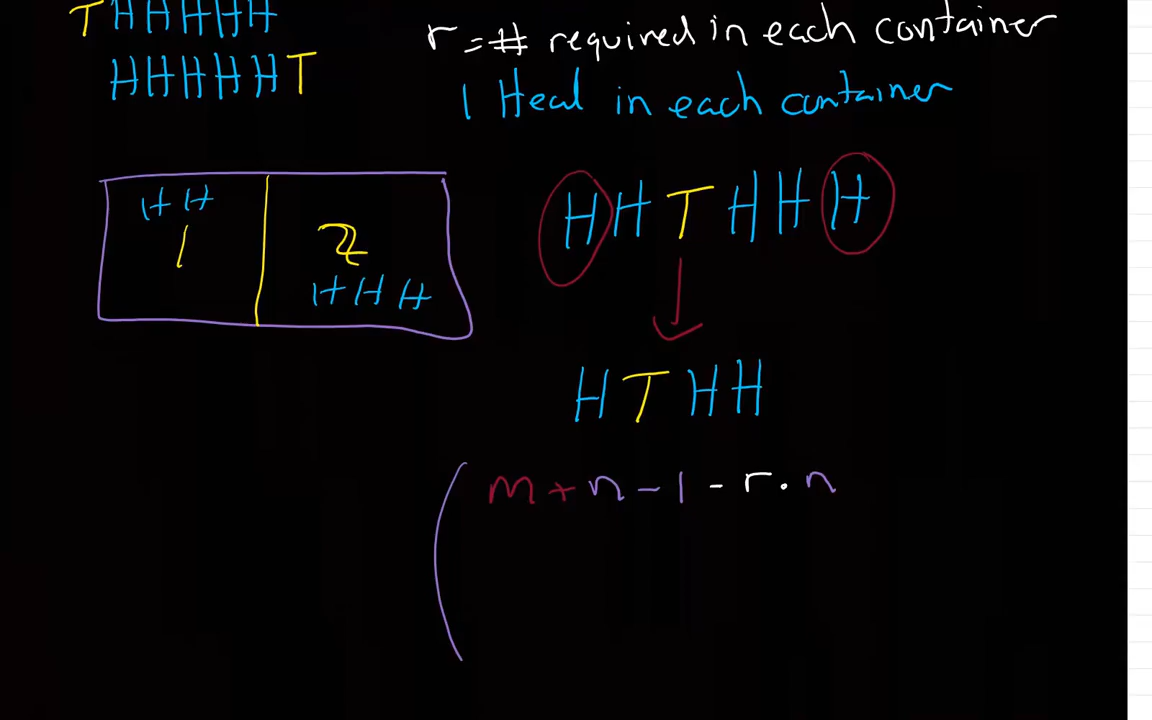 THHHHH
r = # required in each container
HHHHHT
1 Head in each container
HH
1
2
HHH
HHTHHH
HTHH
( m + n - 1 - r · n